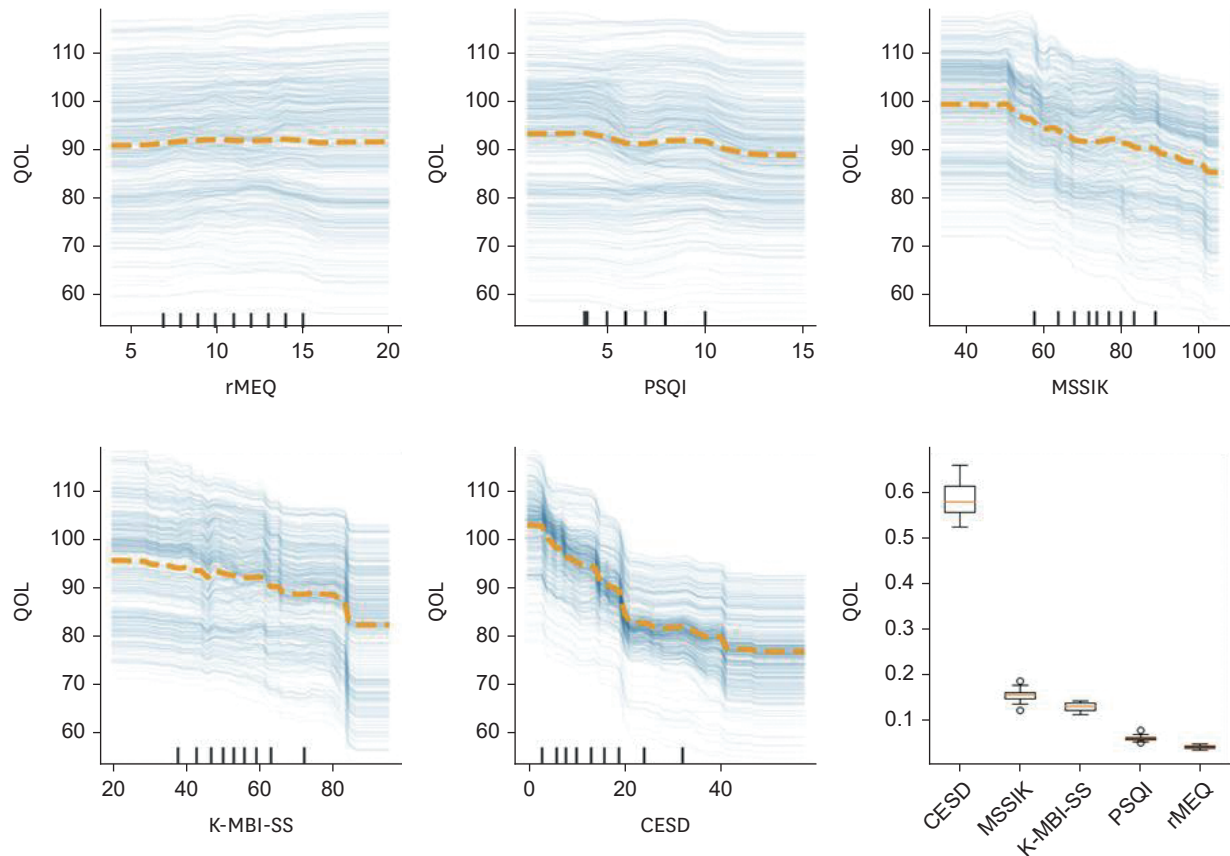 QOL
110
100
90
80
70
60
5 10 15 20
rMEQ
QOL
110
100
90
80
70
60
5 10 15
PSQI
QOL
110
100
90
80
70
60
40 60 80 100
MSSIK
QOL
110
100
90
80
70
60
20 40 60 80
K-MBI-SS
QOL
110
100
90
80
70
60
0 20 40
CESD
QOL
0.6
0.5
0.4
0.3
0.2
0.1
CESD MSSIK K-MBI-SS PSQI rMEQ